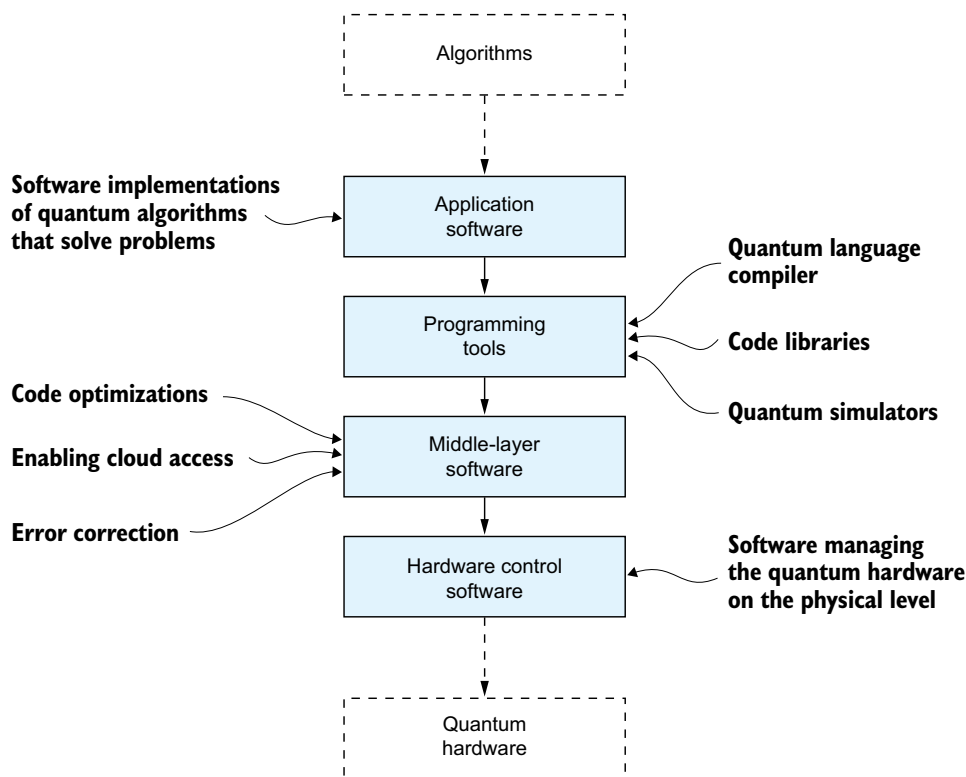 Algorithms
Software implementations
of quantum algorithms
that solve problems
Application
software
Quantum language
compiler
Programming
tools
Code libraries
Quantum simulators
Code optimizations
Enabling cloud access
Error correction
Middle-layer
software
Hardware control
software
Software managing
the quantum hardware
on the physical level
Quantum
hardware